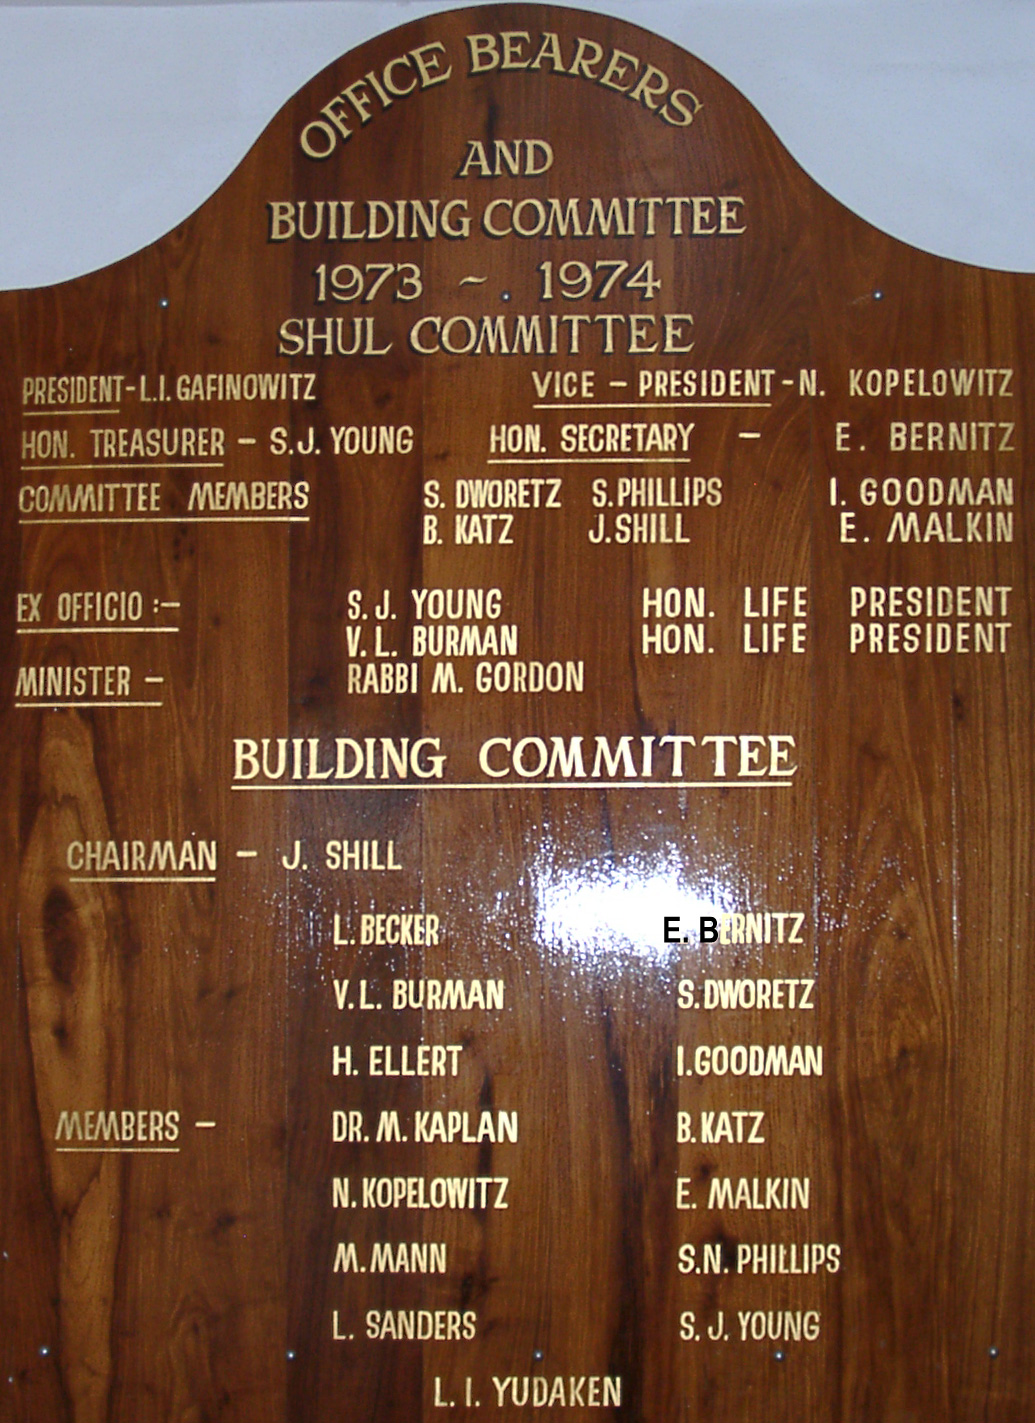 OFFICE BEARERS
AND
BUILDING COMMITTEE
1973 ~ 1974
SHUL COMMITTEE
PRESIDENT-L.I. GAFINOWITZ VICE - PRESIDENT - N. KOPELOWITZ
HON. TREASURER - S.J. YOUNG HON. SECRETARY - E. BERNITZ
COMMITTEE MEMBERS S. DWORETZ S. PHILLIPS I. GOODMAN
B. KATZ J. SHILL E. MALKIN
EX OFFICIO :- S. J. YOUNG HON. LIFE PRESIDENT
V. L. BURMAN HON. LIFE PRESIDENT
MINISTER - RABBI M. GORDON
BUILDING COMMITTEE
CHAIRMAN - J. SHILL
L. BECKER E. BERNITZ
V. L. BURMAN S. DWORETZ
H. ELLERT I. GOODMAN
MEMBERS - DR. M. KAPLAN B. KATZ
N. KOPELOWITZ E. MALKIN
M. MANN S.N. PHILLIPS
L. SANDERS S. J. YOUNG
L. I. YUDAKEN